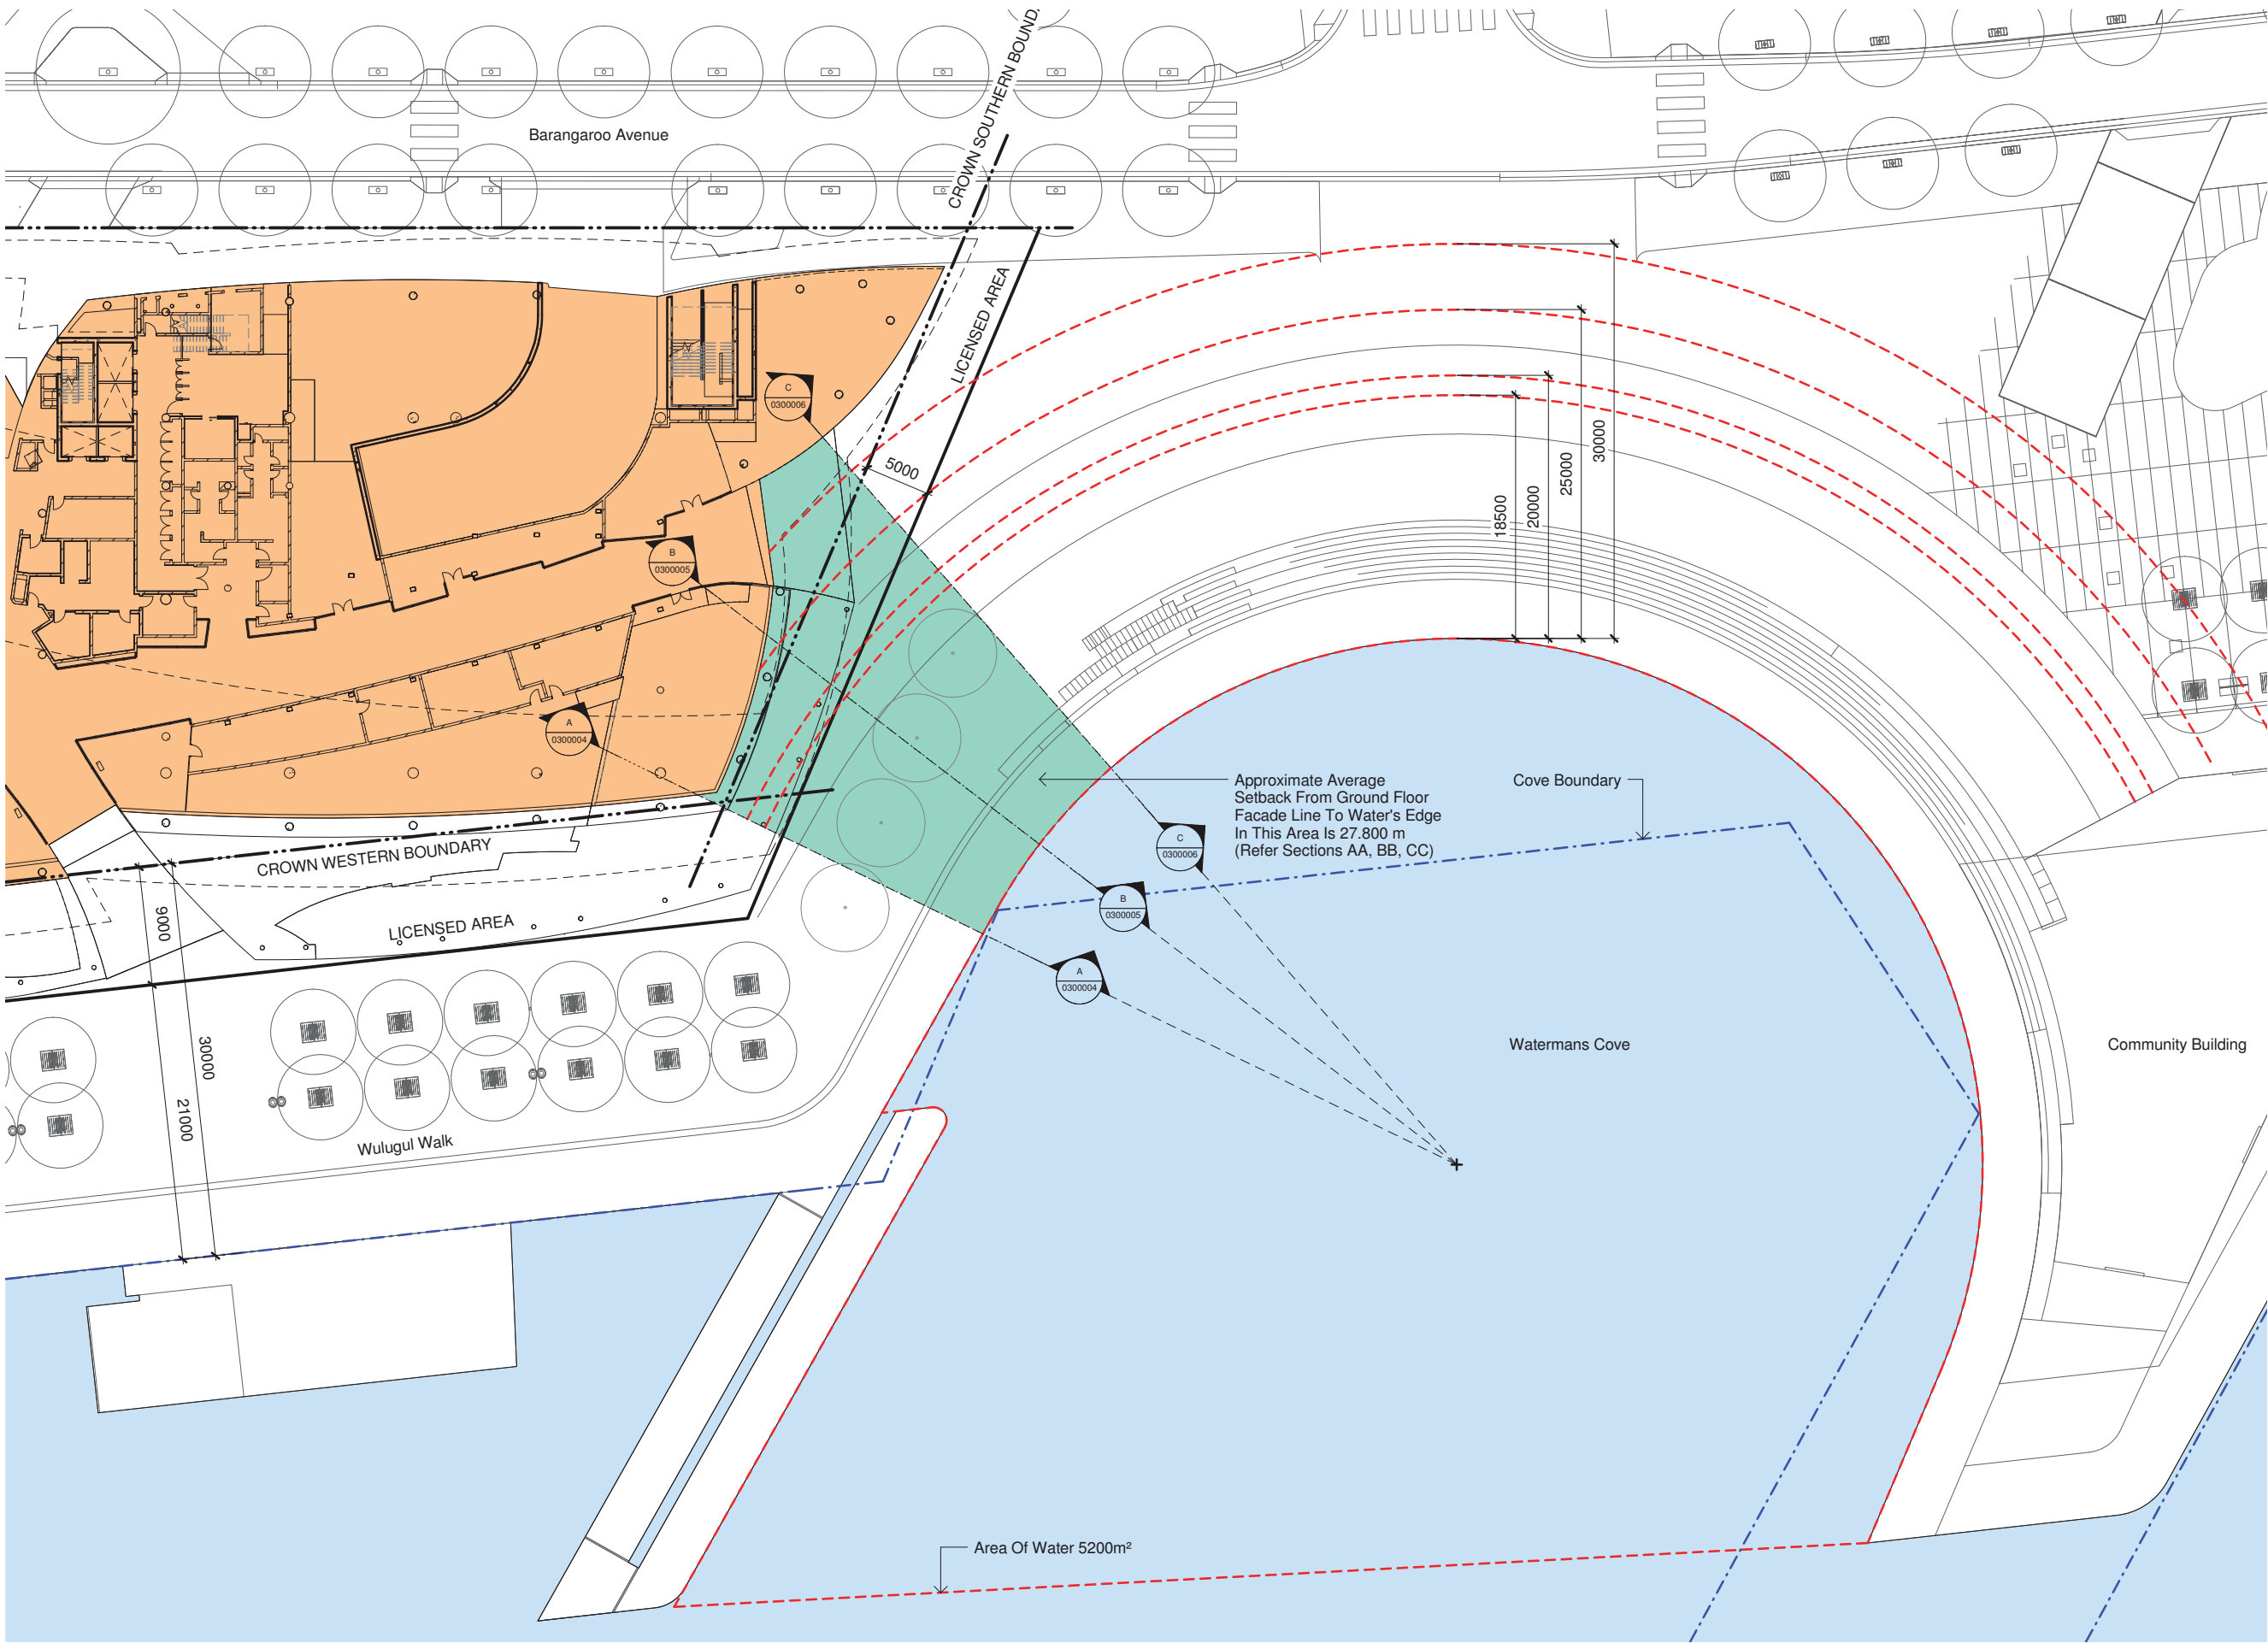 CROWN SOUTHERN BOUND.
Barangaroo Avenue
LICENSED AREA
C
0300006
5000
30000
25000
20000
18500
B
0300005
A
0300004
Approximate Average
Setback From Ground Floor
Facade Line To Water's Edge
In This Area Is 27.800 m
(Refer Sections AA, BB, CC)
Cove Boundary
C
0300006
CROWN WESTERN BOUNDARY
B
0300005
9000
LICENSED AREA
A
0300004
30000
Watermans Cove
Community Building
21000
Wulugul Walk
Area Of Water 5200m²